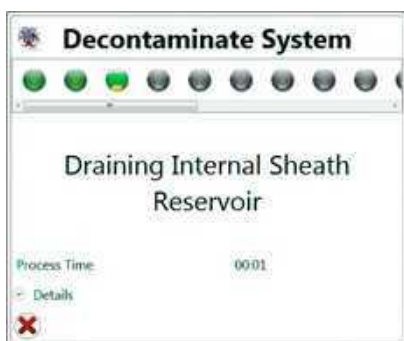 Decontaminate System
Draining Internal Sheath
Reservoir
Process Time 00:01
Details